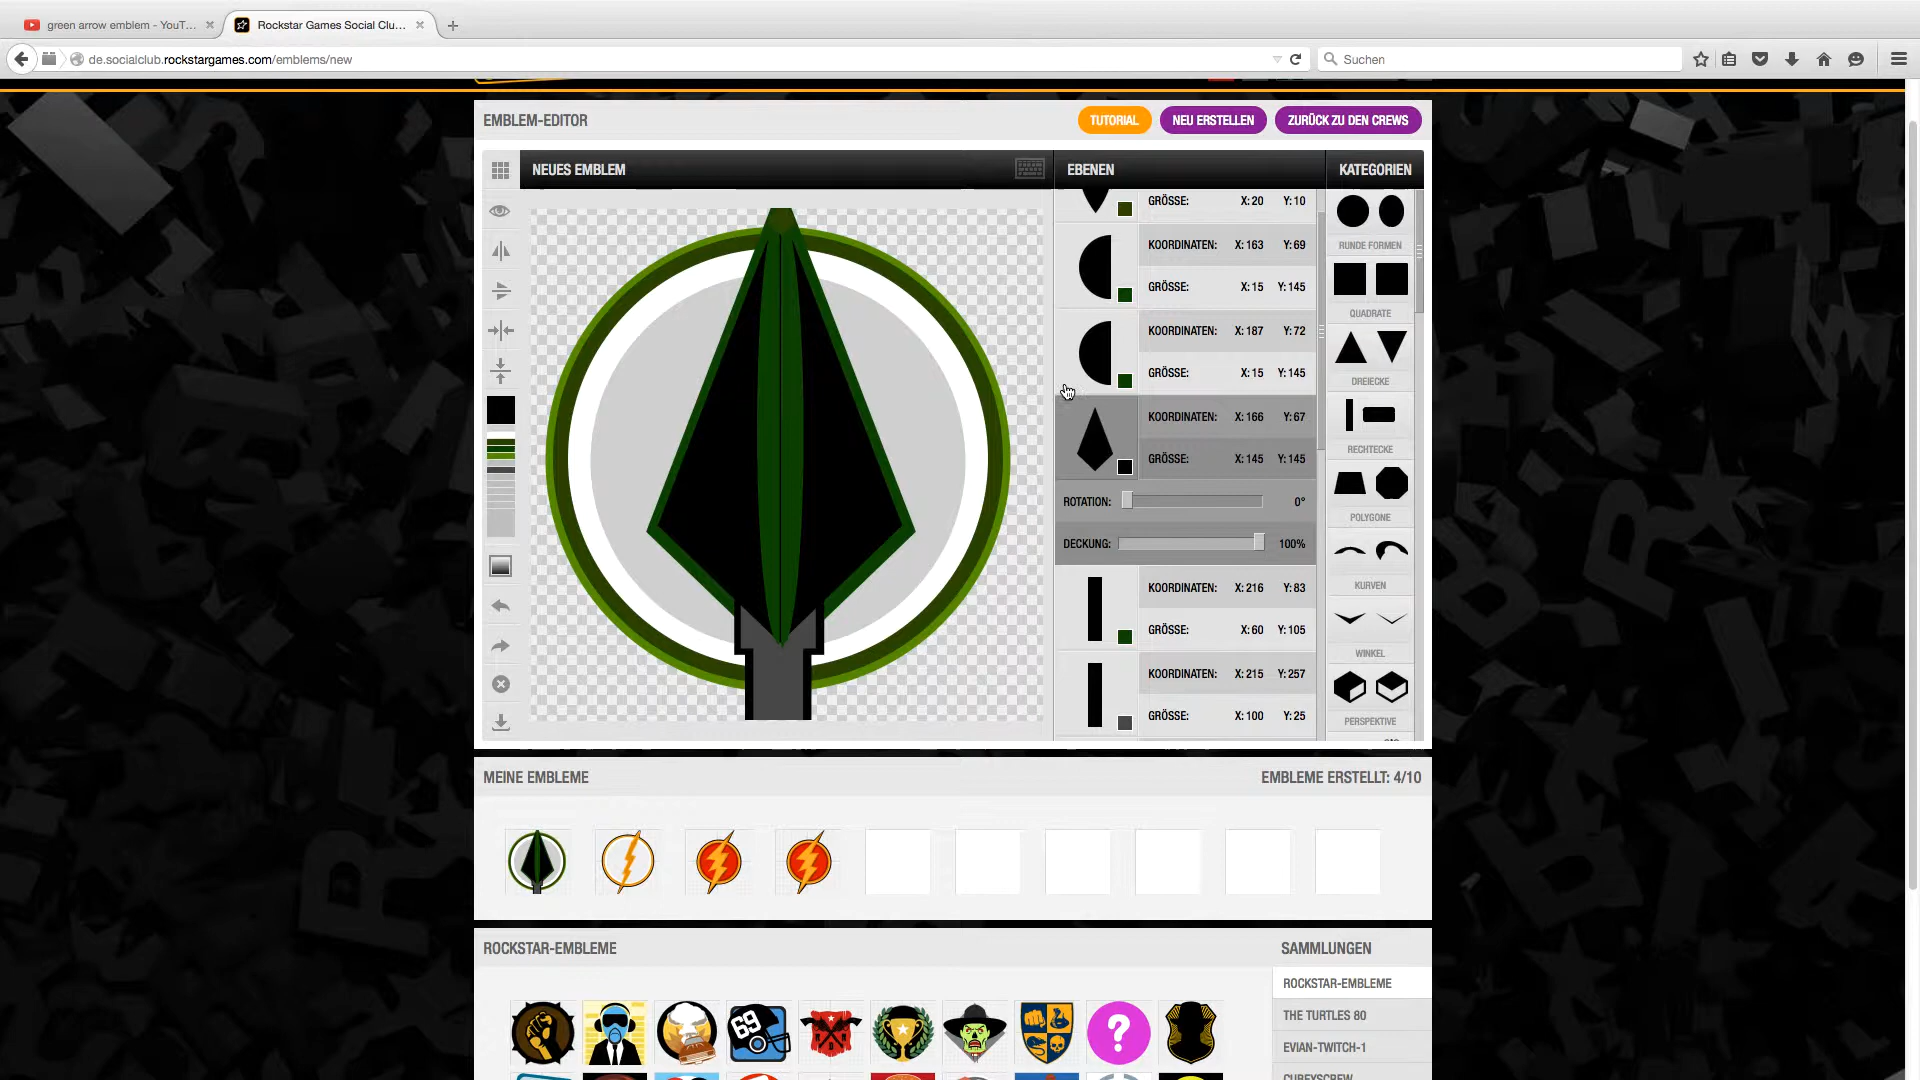 green arrow emblem - YouT...
Rockstar Games Social Clu...
de.socialclub.rockstargames.com/emblems/new
Suchen
EMBLEM-EDITOR
TUTORIAL
NEU ERSTELLEN
ZURÜCK ZU DEN CREWS
NEUES EMBLEM
EBENEN
KATEGORIEN
GRÖSSE: X: 20 Y: 10
KOORDINATEN: X: 163 Y: 69
GRÖSSE: X: 15 Y: 145
KOORDINATEN: X: 187 Y: 72
GRÖSSE: X: 15 Y: 145
KOORDINATEN: X: 166 Y: 67
GRÖSSE: X: 145 Y: 145
ROTATION: 0°
DECKUNG: 100%
KOORDINATEN: X: 216 Y: 83
GRÖSSE: X: 60 Y: 105
KOORDINATEN: X: 215 Y: 257
GRÖSSE: X: 100 Y: 25
RUNDE FORMEN
QUADRATE
DREIECKE
RECHTECKE
POLYGONE
KURVEN
WINKEL
PERSPEKTIVE
MEINE EMBLEME
EMBLEME ERSTELLT: 4/10
ROCKSTAR-EMBLEME
SAMMLUNGEN
ROCKSTAR-EMBLEME
THE TURTLES 80
EVIAN-TWITCH-1
69
?